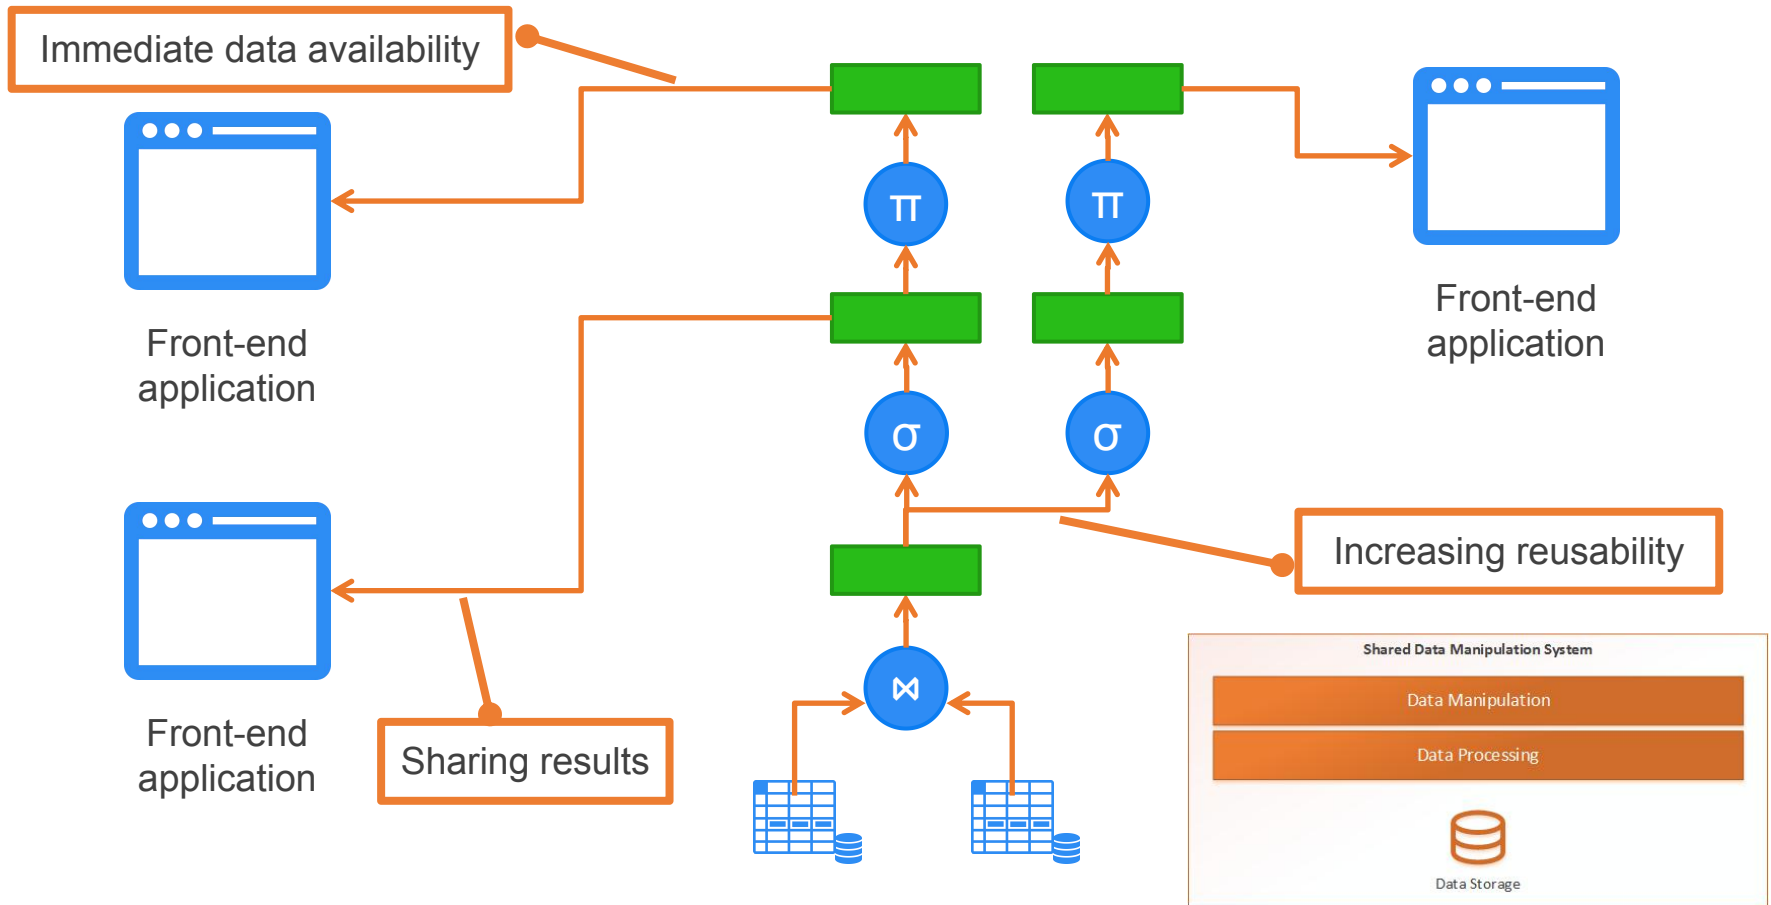 Immediate data availability
Front-end
application
π
π
Front-end
application
σ
σ
Front-end
application
Increasing reusability
Sharing results
⋈
Shared Data Manipulation System
Data Manipulation
Data Processing
Data Storage